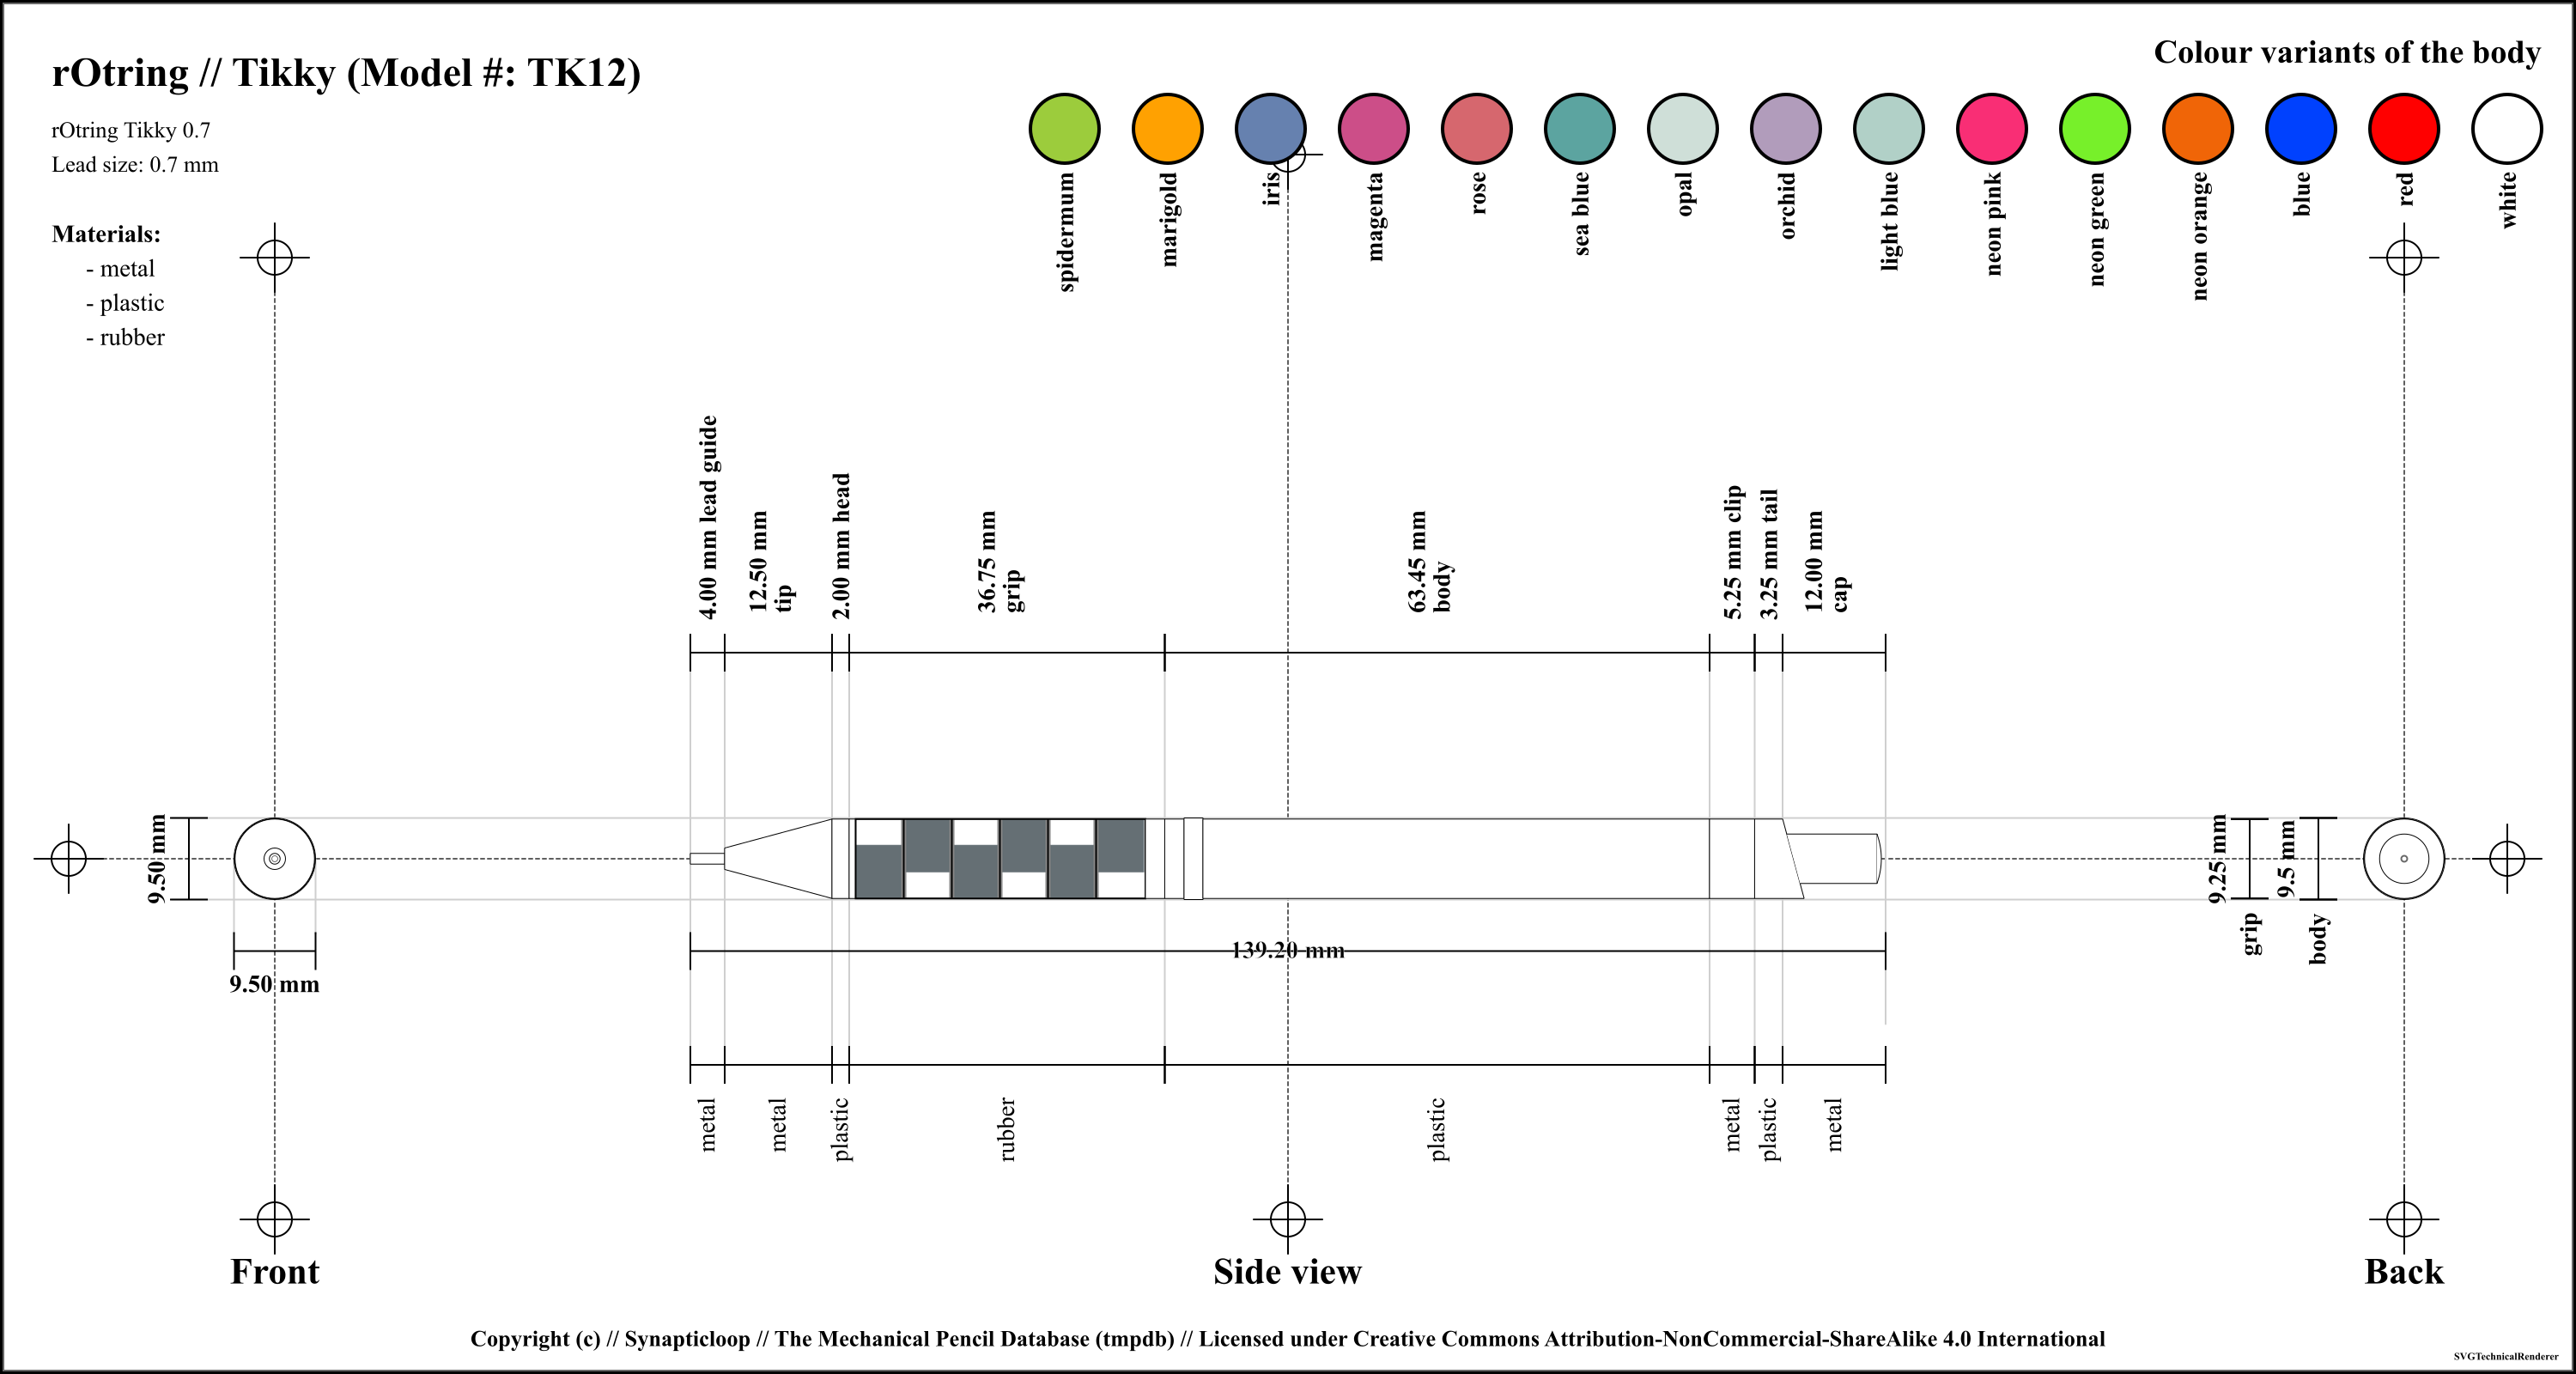 rOtring // Tikky (Model #: TK12)
rOtring Tikky 0.7
Lead size: 0.7 mm
Materials:
- metal
- plastic
- rubber
Colour variants of the body
spidermum
marigold
iris
magenta
rose
sea blue
opal
orchid
light blue
neon pink
neon green
neon orange
blue
red
white
4.00 mm lead guide
12.50 mm
tip
2.00 mm head
36.75 mm
grip
63.45 mm
body
5.25 mm clip
3.25 mm tail
12.00 mm
cap
9.50 mm
9.50 mm
139.20 mm
9.25 mm
grip
9.5 mm
body
metal
metal
plastic
rubber
plastic
metal
plastic
metal
Front
Side view
Back
Copyright (c) // Synapticloop // The Mechanical Pencil Database (tmpdb) // Licensed under Creative Commons Attribution-NonCommercial-ShareAlike 4.0 International
SVGTechnicalRenderer